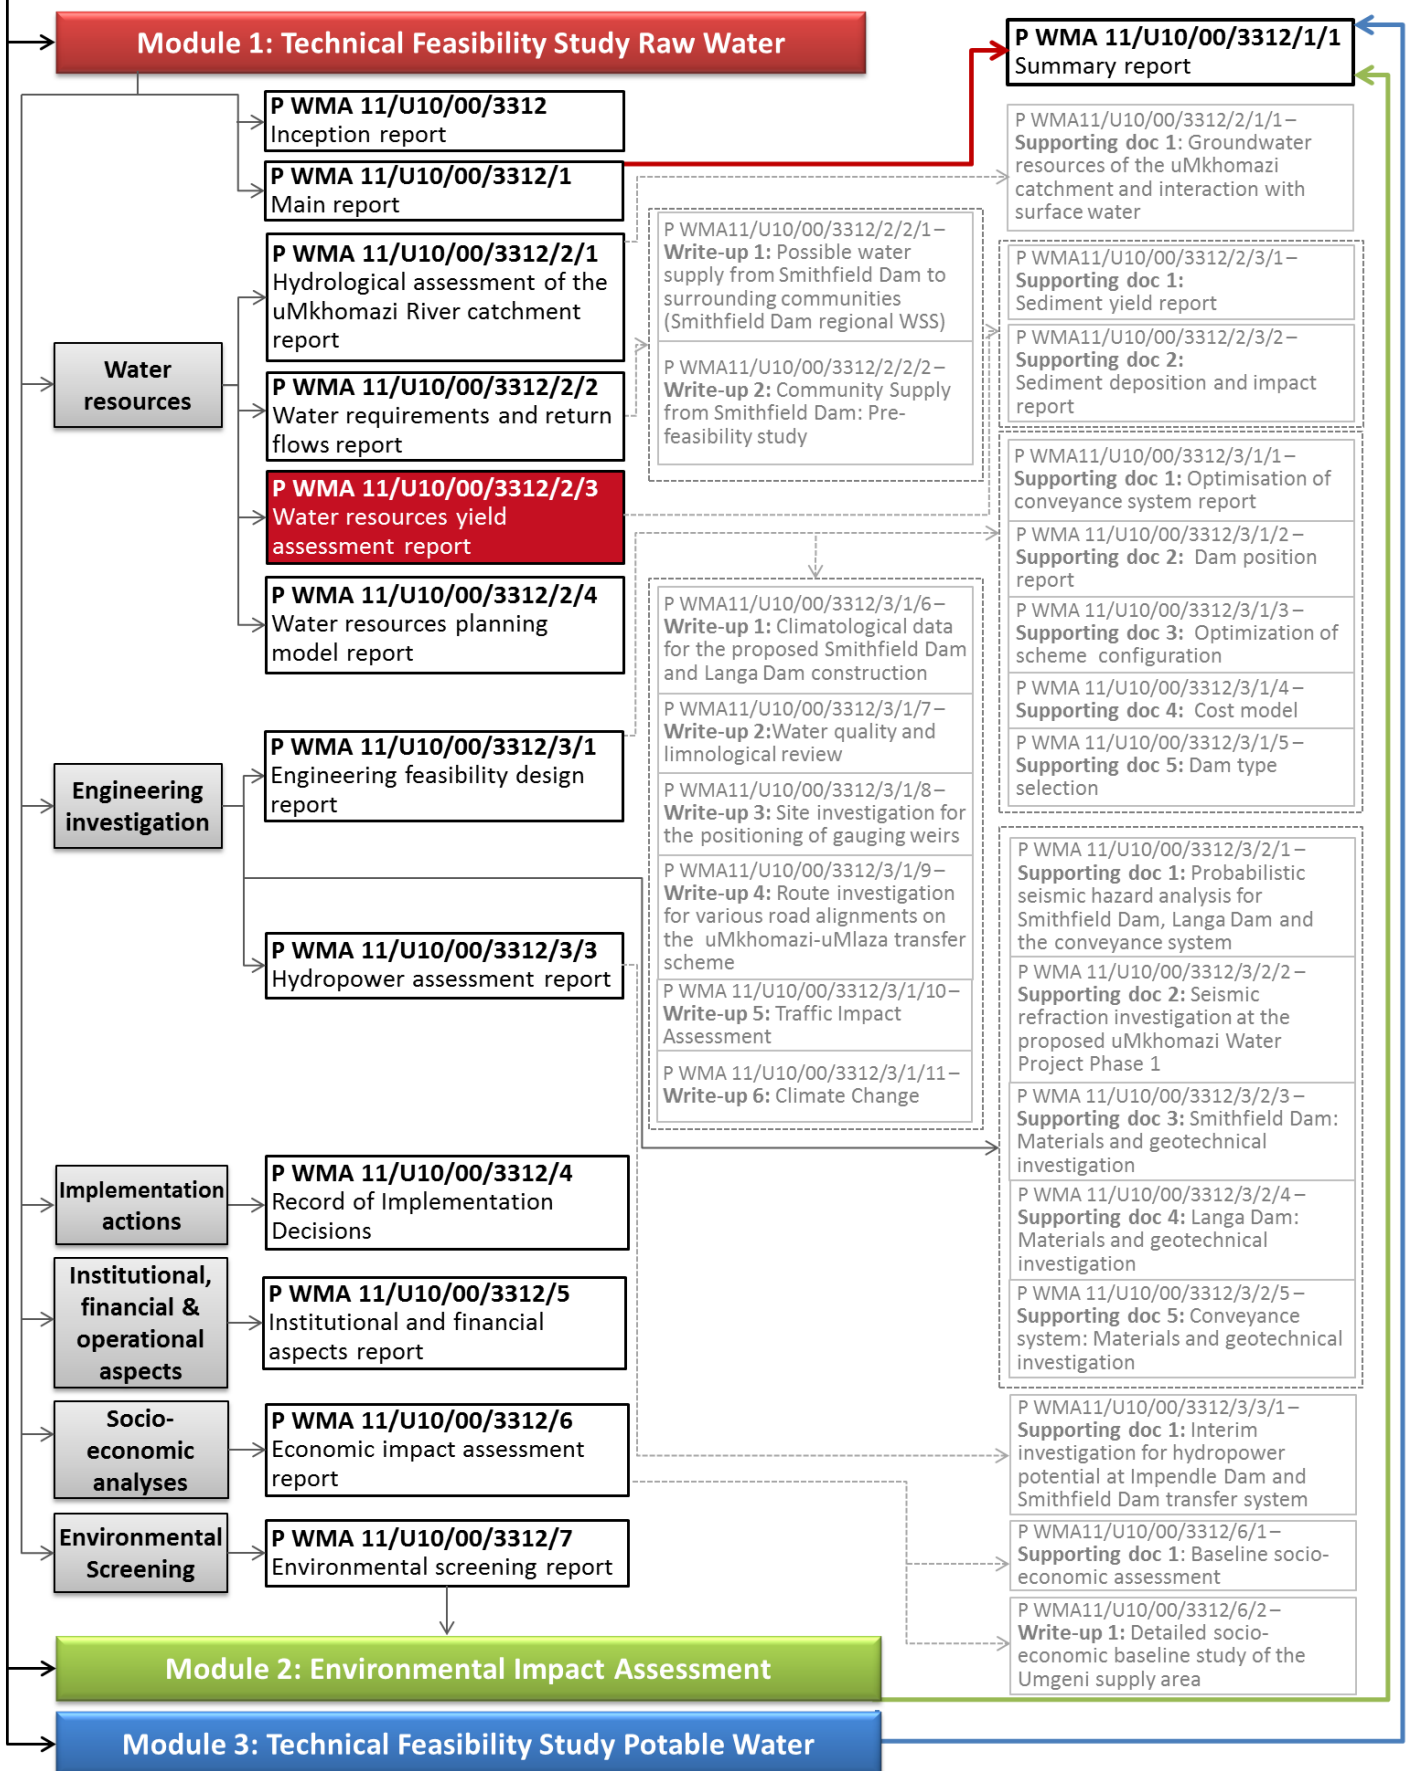 Module 1: Technical Feasibility Study Raw Water
P WMA 11/U10/00/3312/1/1
Summary report
P WMA 11/U10/00/3312
Inception report
P WMA 11/U10/00/3312/1
Main report
Water
resources
P WMA 11/U10/00/3312/2/1
Hydrological assessment of the
uMkhomazi River catchment
report
P WMA 11/U10/00/3312/2/2
Water requirements and return
flows report
P WMA 11/U10/00/3312/2/3
Water resources yield
assessment report
P WMA 11/U10/00/3312/2/4
Water resources planning
model report
Engineering
investigation
P WMA 11/U10/00/3312/3/1
Engineering feasibility design
report
P WMA 11/U10/00/3312/3/3
Hydropower assessment report
Implementation
actions
P WMA 11/U10/00/3312/4
Record of Implementation
Decisions
Institutional,
financial &
operational
aspects
P WMA 11/U10/00/3312/5
Institutional and financial
aspects report
Socio-
economic
analyses
P WMA 11/U10/00/3312/6
Economic impact assessment
report
Environmental
Screening
P WMA 11/U10/00/3312/7
Environmental screening report
P WMA11/U10/00/3312/2/2/1 –
Write-up 1: Possible water
supply from Smithfield Dam to
surrounding communities
(Smithfield Dam regional WSS)
P WMA11/U10/00/3312/2/2/2 –
Write-up 2: Community Supply
from Smithfield Dam: Pre-
feasibility study
P WMA11/U10/00/3312/3/1/6 –
Write-up 1: Climatological data
for the proposed Smithfield Dam
and Langa Dam construction
P WMA11/U10/00/3312/3/1/7 –
Write-up 2:Water quality and
limnological review
P WMA11/U10/00/3312/3/1/8 –
Write-up 3: Site investigation for
the positioning of gauging weirs
P WMA11/U10/00/3312/3/1/9 –
Write-up 4: Route investigation
for various road alignments on
the uMkhomazi-uMlaza transfer
scheme
P WMA 11/U10/00/3312/3/1/10 –
Write-up 5: Traffic Impact
Assessment
P WMA 11/U10/00/3312/3/1/11 –
Write-up 6: Climate Change
P WMA11/U10/00/3312/2/1/1 –
Supporting doc 1: Groundwater
resources of the uMkhomazi
catchment and interaction with
surface water
P WMA11/U10/00/3312/2/3/1 –
Supporting doc 1:
Sediment yield report
P WMA 11/U10/00/3312/2/3/2 –
Supporting doc 2:
Sediment deposition and impact
report
P WMA11/U10/00/3312/3/1/1 –
Supporting doc 1: Optimisation of
conveyance system report
P WMA 11/U10/00/3312/3/1/2 –
Supporting doc 2: Dam position
report
P WMA 11/U10/00/3312/3/1/3 –
Supporting doc 3: Optimization of
scheme configuration
P WMA 11/U10/00/3312/3/1/4 –
Supporting doc 4: Cost model
P WMA11/U10/00/3312/3/1/5 –
Supporting doc 5: Dam type
selection
P WMA 11/U10/00/3312/3/2/1 –
Supporting doc 1: Probabilistic
seismic hazard analysis for
Smithfield Dam, Langa Dam and
the conveyance system
P WMA 11/U10/00/3312/3/2/2 –
Supporting doc 2: Seismic
refraction investigation at the
proposed uMkhomazi Water
Project Phase 1
P WMA 11/U10/00/3312/3/2/3 –
Supporting doc 3: Smithfield Dam:
Materials and geotechnical
investigation
P WMA 11/U10/00/3312/3/2/4 –
Supporting doc 4: Langa Dam:
Materials and geotechnical
investigation
P WMA 11/U10/00/3312/3/2/5 –
Supporting doc 5: Conveyance
system: Materials and geotechnical
investigation
P WMA11/U10/00/3312/3/3/1 –
Supporting doc 1: Interim
investigation for hydropower
potential at Impendle Dam and
Smithfield Dam transfer system
P WMA11/U10/00/3312/6/1 –
Supporting doc 1: Baseline socio-
economic assessment
P WMA11/U10/00/3312/6/2 –
Write-up 1: Detailed socio-
economic baseline study of the
Umgeni supply area
Module 2: Environmental Impact Assessment
Module 3: Technical Feasibility Study Potable Water